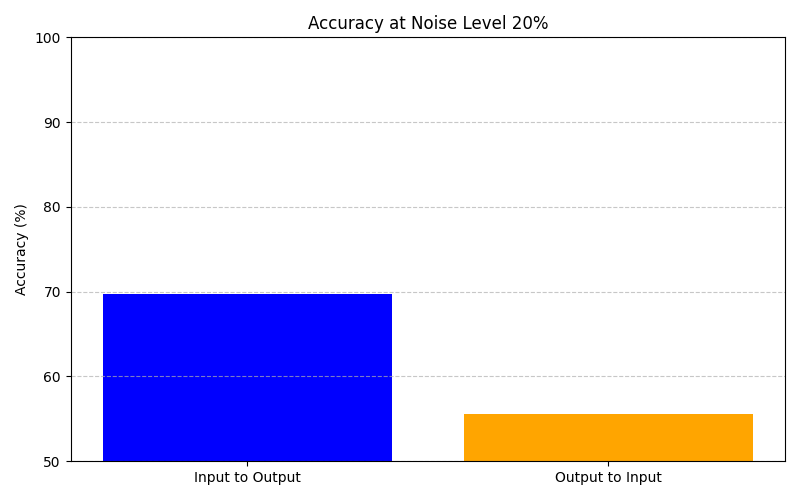 Accuracy at Noise Level 20%
Accuracy (%)
100
90
80
70
60
50
Input to Output
Output to Input